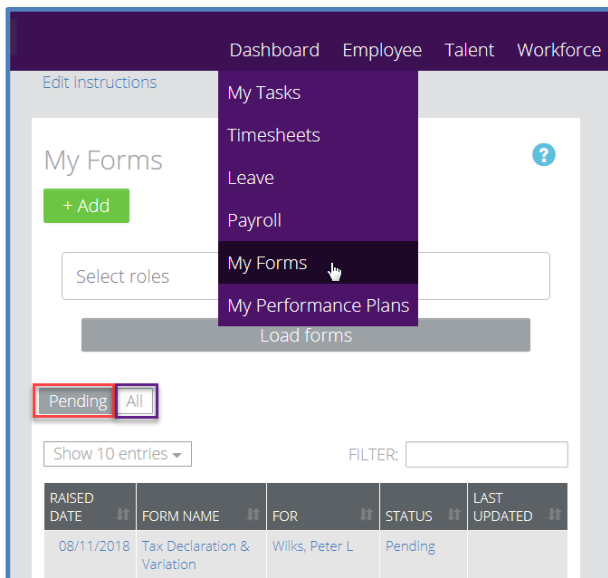 Dashboard Employee Talent Workforce
Edit instructions
My Tasks
Timesheets
Leave
Payroll
My Forms
My Performance Plans
My Forms
?
+ Add
Select roles
Load forms
Pending All
Show 10 entries
FILTER:
RAISED DATE FORM NAME FOR STATUS LAST UPDATED
08/11/2018 Tax Declaration & Wilks, Peter L Pending
Variation